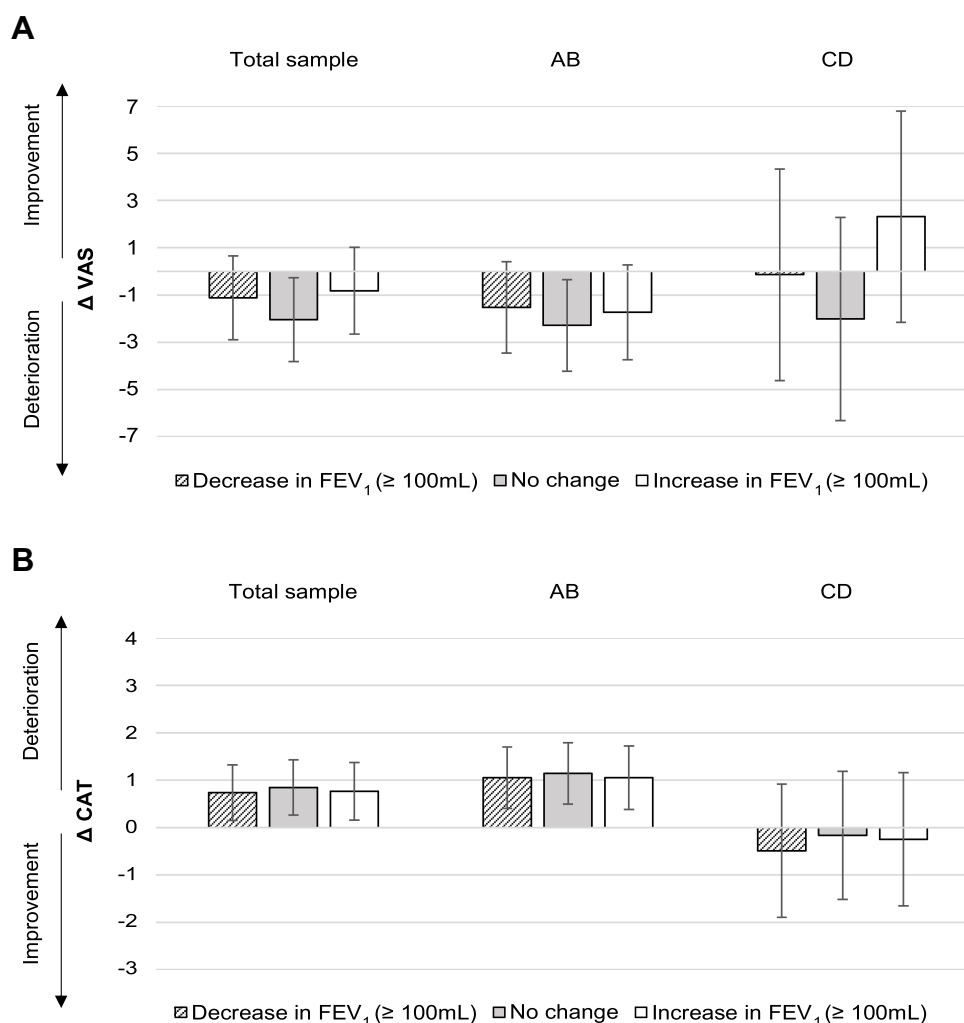 A
Total sample AB CD
Improvement
Deterioration
Δ VAS
7
5
3
1
-1
-3
-5
-7
Decrease in FEV₁ (≥ 100mL) No change Increase in FEV₁ (≥ 100mL)
B
Total sample AB CD
Deterioration
Improvement
Δ CAT
4
3
2
1
0
-1
-2
-3
Decrease in FEV₁ (≥ 100mL) No change Increase in FEV₁ (≥ 100mL)